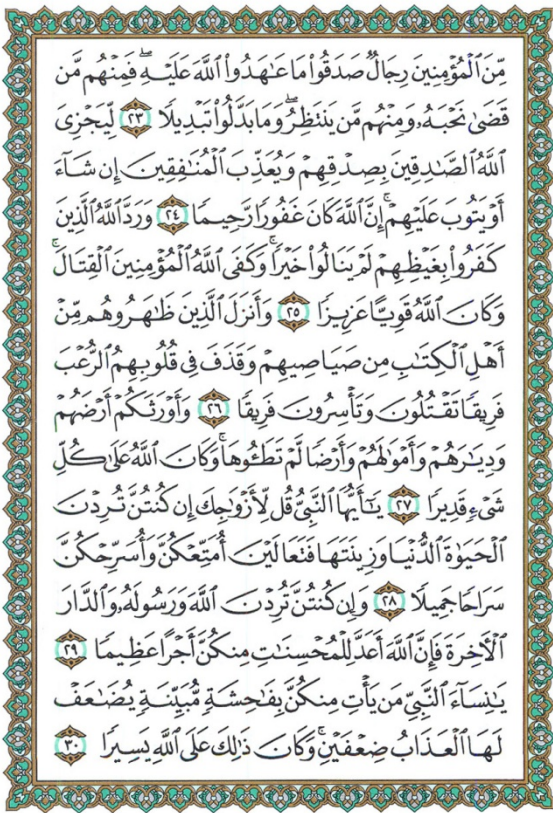 مِّنَ ٱلۡمُؤۡمِنِينَ رِجَالٞ صَدَقُواْ مَا عَٰهَدُواْ ٱللَّهَ عَلَيۡهِۖ فَمِنۡهُم مَّن
قَضَىٰ نَحۡبَهُۥ وَمِنۡهُم مَّن يَنتَظِرُۖ وَمَا بَدَّلُواْ تَبۡدِيلٗا ٢٣ لِّيَجۡزِيَ
ٱللَّهُ ٱلصَّٰدِقِينَ بِصِدۡقِهِمۡ وَيُعَذِّبَ ٱلۡمُنَٰفِقِينَ إِن شَآءَ
أَوۡ يَتُوبَ عَلَيۡهِمۡۚ إِنَّ ٱللَّهَ كَانَ غَفُورٗا رَّحِيمٗا ٢٤ وَرَدَّ ٱللَّهُ ٱلَّذِينَ
كَفَرُواْ بِغَيۡظِهِمۡ لَمۡ يَنَالُواْ خَيۡرٗاۚ وَكَفَى ٱللَّهُ ٱلۡمُؤۡمِنِينَ ٱلۡقِتَالَۚ
وَكَانَ ٱللَّهُ قَوِيًّا عَزِيزٗا ٢٥ وَأَنزَلَ ٱلَّذِينَ ظَٰهَرُوهُم مِّنۡ
أَهۡلِ ٱلۡكِتَٰبِ مِن صَيَاصِيهِمۡ وَقَذَفَ فِي قُلُوبِهِمُ ٱلرُّعۡبَ
فَرِيقٗا تَقۡتُلُونَ وَتَأۡسِرُونَ فَرِيقٗا ٢٦ وَأَوۡرَثَكُمۡ أَرۡضَهُمۡ
وَدِيَٰرَهُمۡ وَأَمۡوَٰلَهُمۡ وَأَرۡضٗا لَّمۡ تَطَـُٔوهَاۚ وَكَانَ ٱللَّهُ عَلَىٰ كُلِّ
شَيۡءٖ قَدِيرٗا ٢٧ يَٰٓأَيُّهَا ٱلنَّبِيُّ قُل لِّأَزۡوَٰجِكَ إِن كُنتُنَّ تُرِدۡنَ
ٱلۡحَيَوٰةَ ٱلدُّنۡيَا وَزِينَتَهَا فَتَعَالَيۡنَ أُمَتِّعۡكُنَّ وَأُسَرِّحۡكُنَّ
سَرَاحٗا جَمِيلٗا ٢٨ وَإِن كُنتُنَّ تُرِدۡنَ ٱللَّهَ وَرَسُولَهُۥ وَٱلدَّارَ
ٱلۡأٓخِرَةَ فَإِنَّ ٱللَّهَ أَعَدَّ لِلۡمُحۡسِنَٰتِ مِنكُنَّ أَجۡرًا عَظِيمٗا ٢٩
يَٰنِسَآءَ ٱلنَّبِيِّ مَن يَأۡتِ مِنكُنَّ بِفَٰحِشَةٖ مُّبَيِّنَةٖ يُضَٰعَفۡ
لَهَا ٱلۡعَذَابُ ضِعۡفَيۡنِۚ وَكَانَ ذَٰلِكَ عَلَى ٱللَّهِ يَسِيرٗا ٣٠